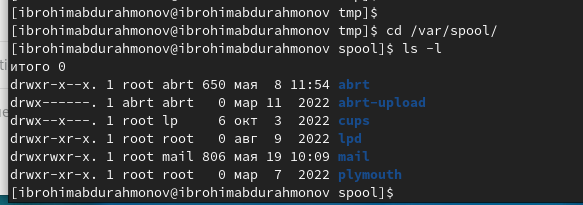 [ibrohimabdurahmonov@ibrohimabdurahmonov tmp]$
[ibrohimabdurahmonov@ibrohimabdurahmonov tmp]$ cd /var/spool/
[ibrohimabdurahmonov@ibrohimabdurahmonov spool]$ ls -l
итого 0
drwxr-x--x. 1 root abrt 650 мая  8 11:54 abrt
drwx------. 1 abrt abrt   0 мар 11  2022 abrt-upload
drwx--x---. 1 root lp     6 окт  3  2022 cups
drwxr-xr-x. 1 root root   0 авг  9  2022 lpd
drwxrwxr-x. 1 root mail 806 мая 19 10:09 mail
drwxr-xr-x. 1 root root   0 мар  7  2022 plymouth
[ibrohimabdurahmonov@ibrohimabdurahmonov spool]$